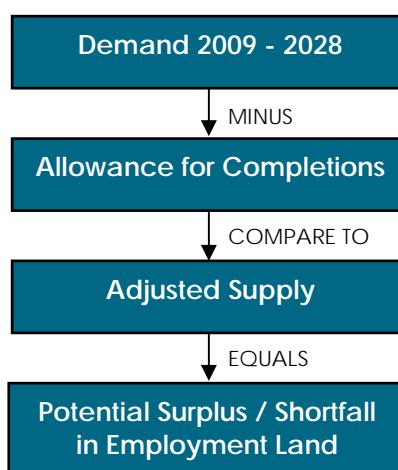 Demand 2009 - 2028
MINUS
Allowance for Completions
COMPARE TO
Adjusted Supply
EQUALS
Potential Surplus / Shortfall
in Employment Land